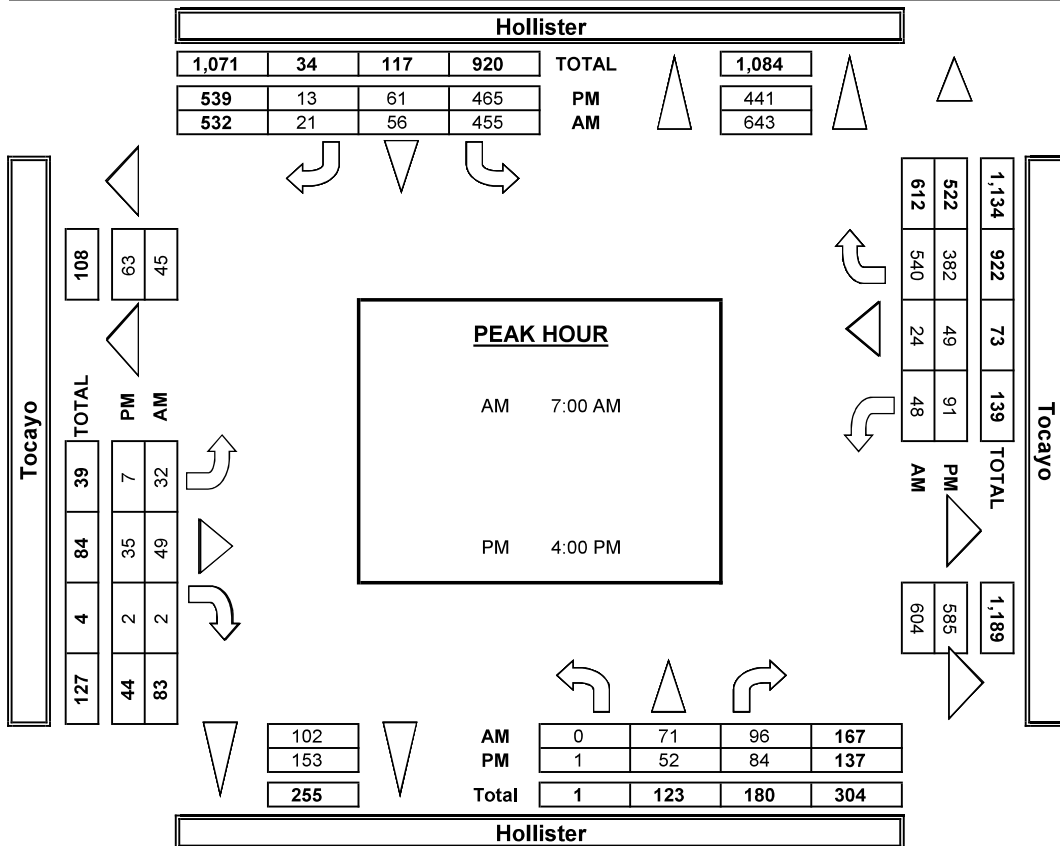 Hollister
1,071 34 117 920 TOTAL 1,084
539 13 61 465 PM 441
532 21 56 455 AM 643
Tocayo
108
63
45
TOTAL
PM
AM
39 84 4 127
7 35 2 44
32 49 2 83
PEAK HOUR
AM 7:00 AM
PM 4:00 PM
1,134 922 73 139 TOTAL 1,189
522 382 49 91 PM 585
612 540 24 48 AM 604
Tocayo
102 AM 0 71 96 167
153 PM 1 52 84 137
255 Total 1 123 180 304
Hollister